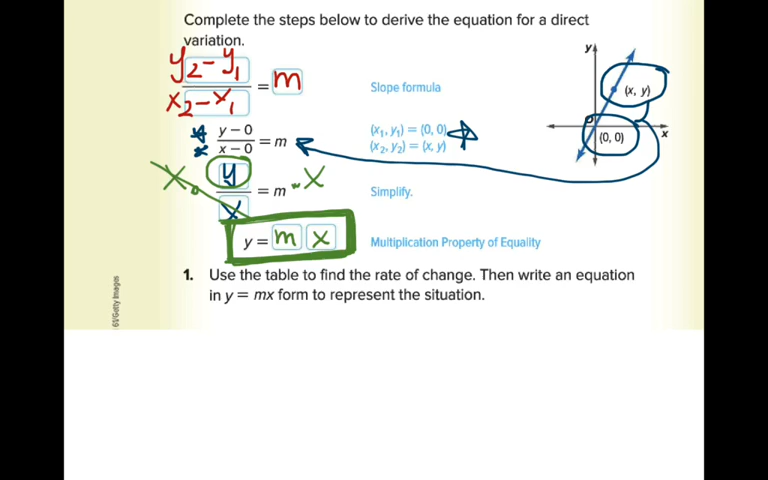 Complete the steps below to derive the equation for a direct
variation.
y₂ − y₁
x₂ − x₁
= m
Slope formula
y − 0
x − 0
= m
(x₁, y₁) = (0, 0)
(x₂, y₂) = (x, y)
x · y
x
= m · x
Simplify.
y = m x
Multiplication Property of Equality
y
(x, y)
(0, 0)
x
1. Use the table to find the rate of change. Then write an equation
in y = mx form to represent the situation.